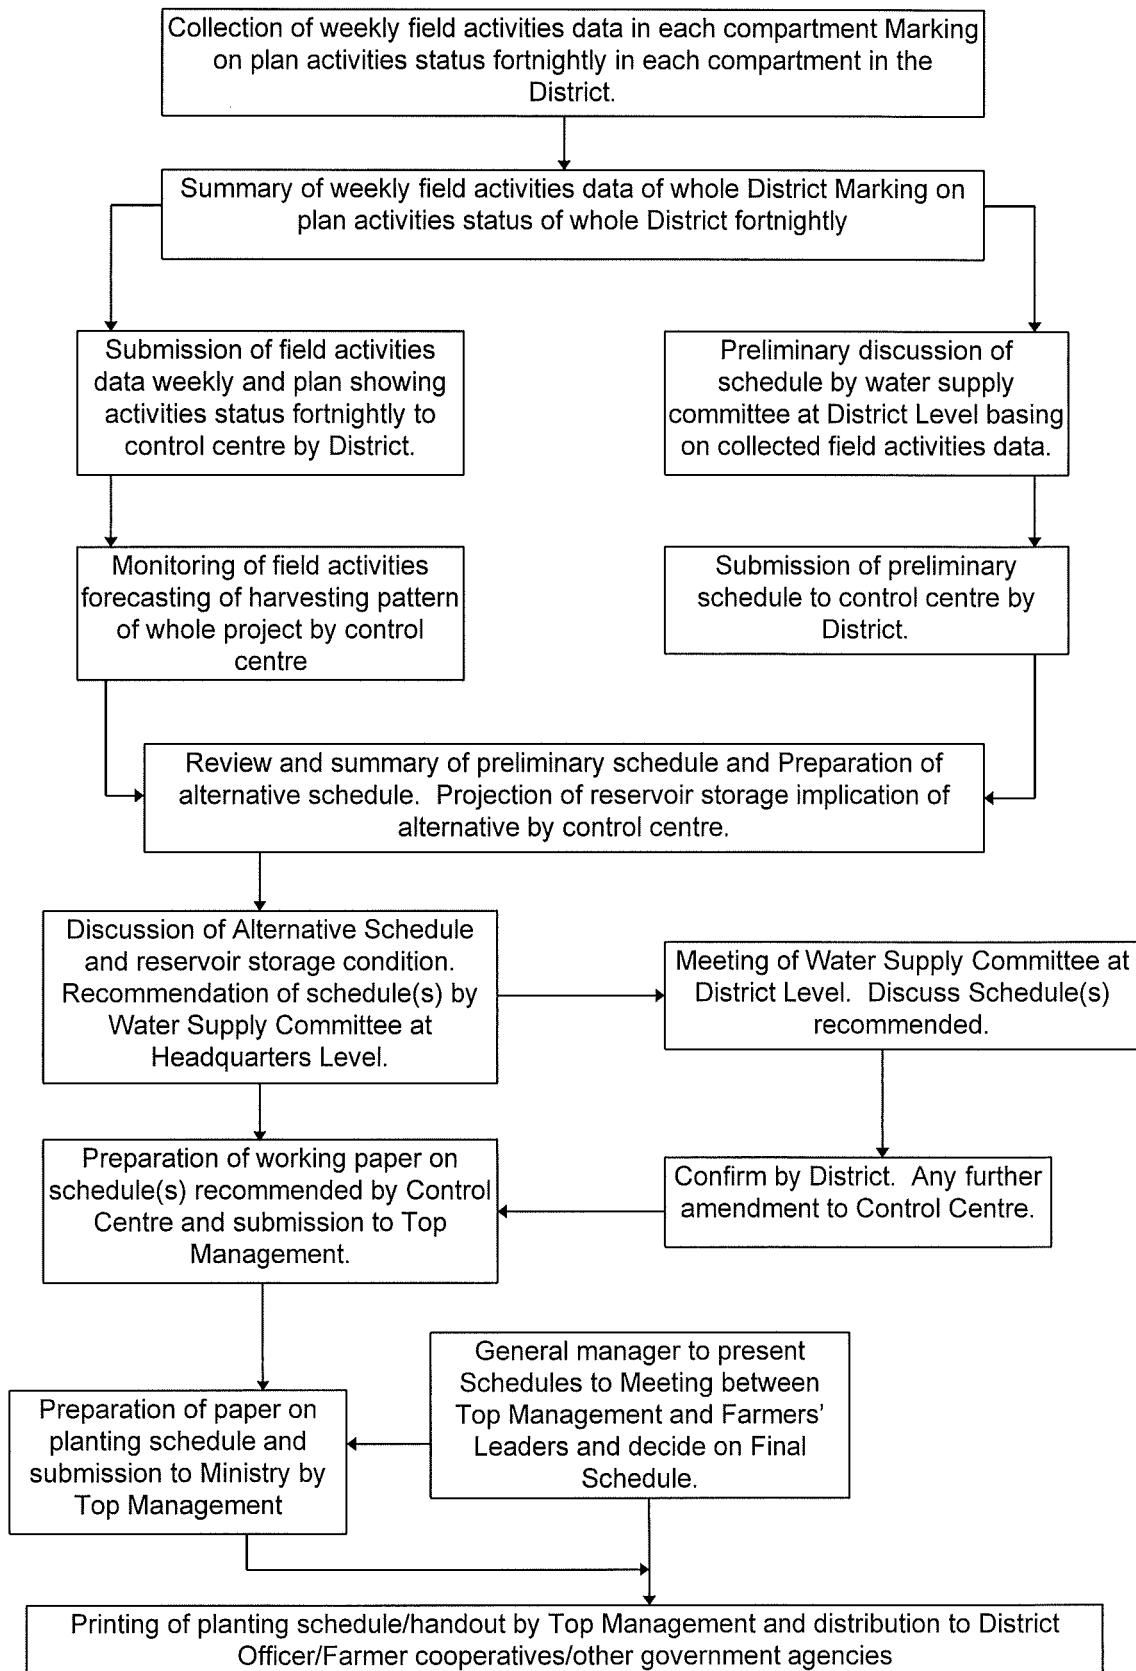 Collection of weekly field activities data in each compartment Marking
on plan activities status fortnightly in each compartment in the
District.
Summary of weekly field activities data of whole District Marking on
plan activities status of whole District fortnightly
Submission of field activities
data weekly and plan showing
activities status fortnightly to
control centre by District.
Preliminary discussion of
schedule by water supply
committee at District Level basing
on collected field activities data.
Monitoring of field activities
forecasting of harvesting pattern
of whole project by control
centre
Submission of preliminary
schedule to control centre by
District.
Review and summary of preliminary schedule and Preparation of
alternative schedule. Projection of reservoir storage implication of
alternative by control centre.
Discussion of Alternative Schedule
and reservoir storage condition.
Recommendation of schedule(s) by
Water Supply Committee at
Headquarters Level.
Meeting of Water Supply Committee at
District Level. Discuss Schedule(s)
recommended.
Preparation of working paper on
schedule(s) recommended by Control
Centre and submission to Top
Management.
Confirm by District. Any further
amendment to Control Centre.
General manager to present
Schedules to Meeting between
Top Management and Farmers'
Leaders and decide on Final
Schedule.
Preparation of paper on
planting schedule and
submission to Ministry by
Top Management
Printing of planting schedule/handout by Top Management and distribution to District
Officer/Farmer cooperatives/other government agencies